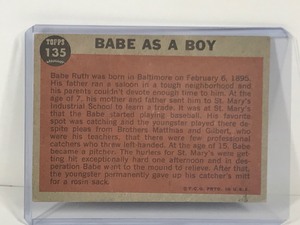 TOPPS
135
BABE AS A BOY
Babe Ruth was born in Baltimore on February 6, 1895.
His father ran a saloon in a tough neighborhood and
his parents couldn't devote enough time to him. At the
age of 7, his mother and father sent him to St. Mary's
Industrial School to learn a trade. It was at St. Mary's
that the Babe started playing baseball. His favorite
spot was catching and the youngster played there de-
spite pleas from Brothers Matthias and Gilbert, who
were his teachers, that there were few professional
catchers who threw left-handed. At the age of 15, Babe
became a pitcher. The hurlers for St. Mary's were get-
ting hit exceptionally hard one afternoon and in despe-
ration Babe went to the mound to relieve. After that,
the youngster permanently gave up his catcher's mitt
for a rosin sack.
© T.C.G. PRTD. IN U.S.A.